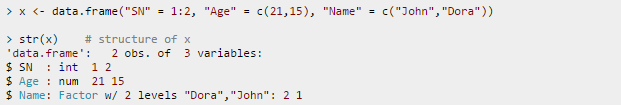 > x <- data.frame("SN" = 1:2, "Age" = c(21,15), "Name" = c("John","Dora"))
> str(x)    # structure of x
'data.frame':   2 obs. of  3 variables:
$ SN  : int  1 2
$ Age : num  21 15
$ Name: Factor w/ 2 levels "Dora","John": 2 1